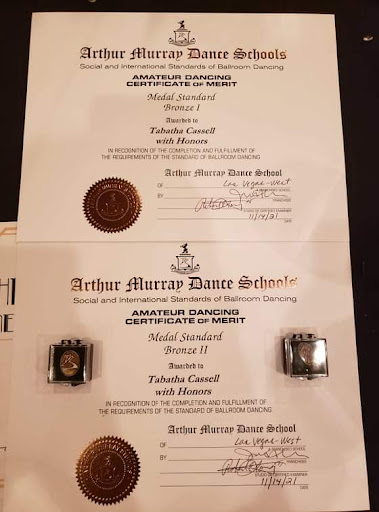 Arthur Murray Dance Schools
Social and International Standards of Ballroom Dancing
AMATEUR DANCING
CERTIFICATE OF MERIT
Medal Standard
Bronze I
Awarded to
Tabatha Cassell
with Honors
IN RECOGNITION OF THE COMPLETION AND FULFILLMENT OF
THE REQUIREMENTS OF THE STANDARD OF BALLROOM DANCING
Arthur Murray Dance School
OF Las Vegas-West
BY
FRANCHISEE
11/14/21
DATE
Arthur Murray Dance Schools
Social and International Standards of Ballroom Dancing
AMATEUR DANCING
CERTIFICATE OF MERIT
Medal Standard
Bronze II
Awarded to
Tabatha Cassell
with Honors
IN RECOGNITION OF THE COMPLETION AND FULFILLMENT OF
THE REQUIREMENTS OF THE STANDARD OF BALLROOM DANCING
Arthur Murray Dance School
OF Las Vegas-West
BY
FRANCHISEE
11/14/21
DATE